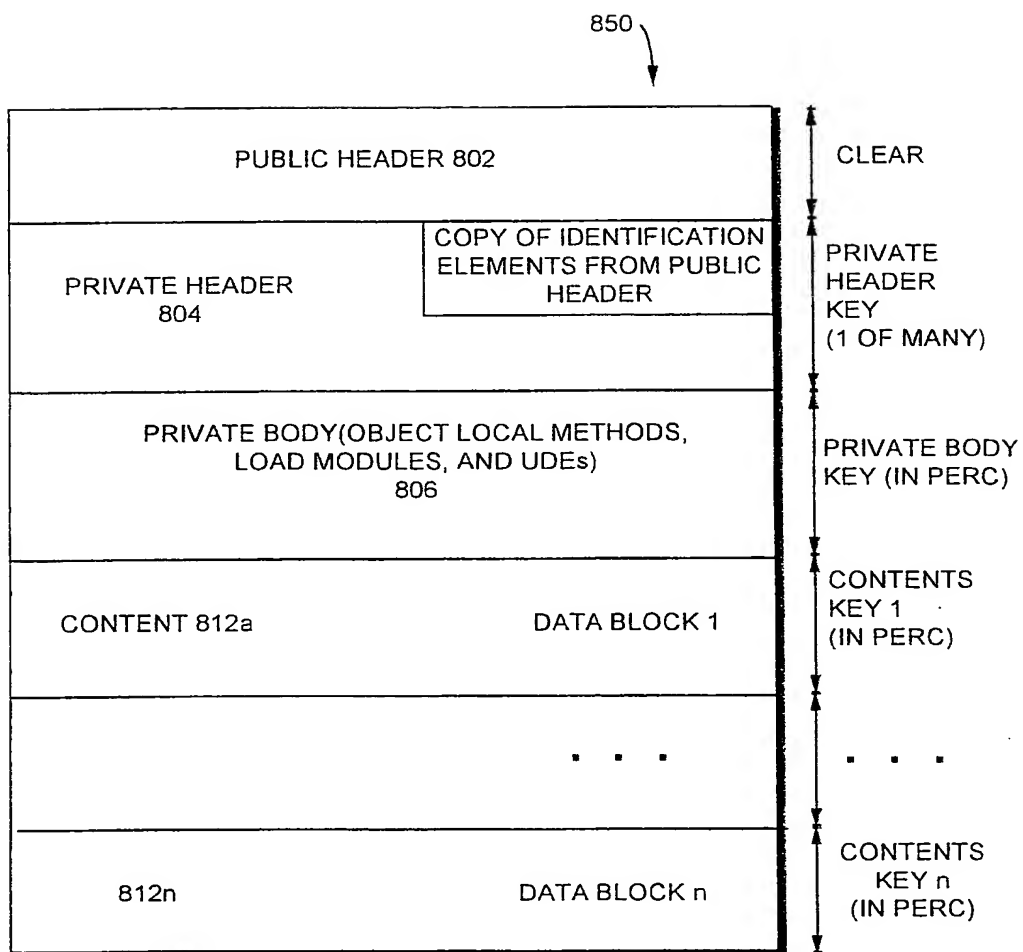 850
PUBLIC HEADER 802
CLEAR
PRIVATE HEADER
804
COPY OF IDENTIFICATION
ELEMENTS FROM PUBLIC
HEADER
PRIVATE
HEADER
KEY
(1 OF MANY)
PRIVATE BODY(OBJECT LOCAL METHODS,
LOAD MODULES, AND UDEs)
806
PRIVATE BODY
KEY (IN PERC)
CONTENT 812a
DATA BLOCK 1
CONTENTS
KEY 1
(IN PERC)
. . .
. . .
812n
DATA BLOCK n
CONTENTS
KEY n
(IN PERC)